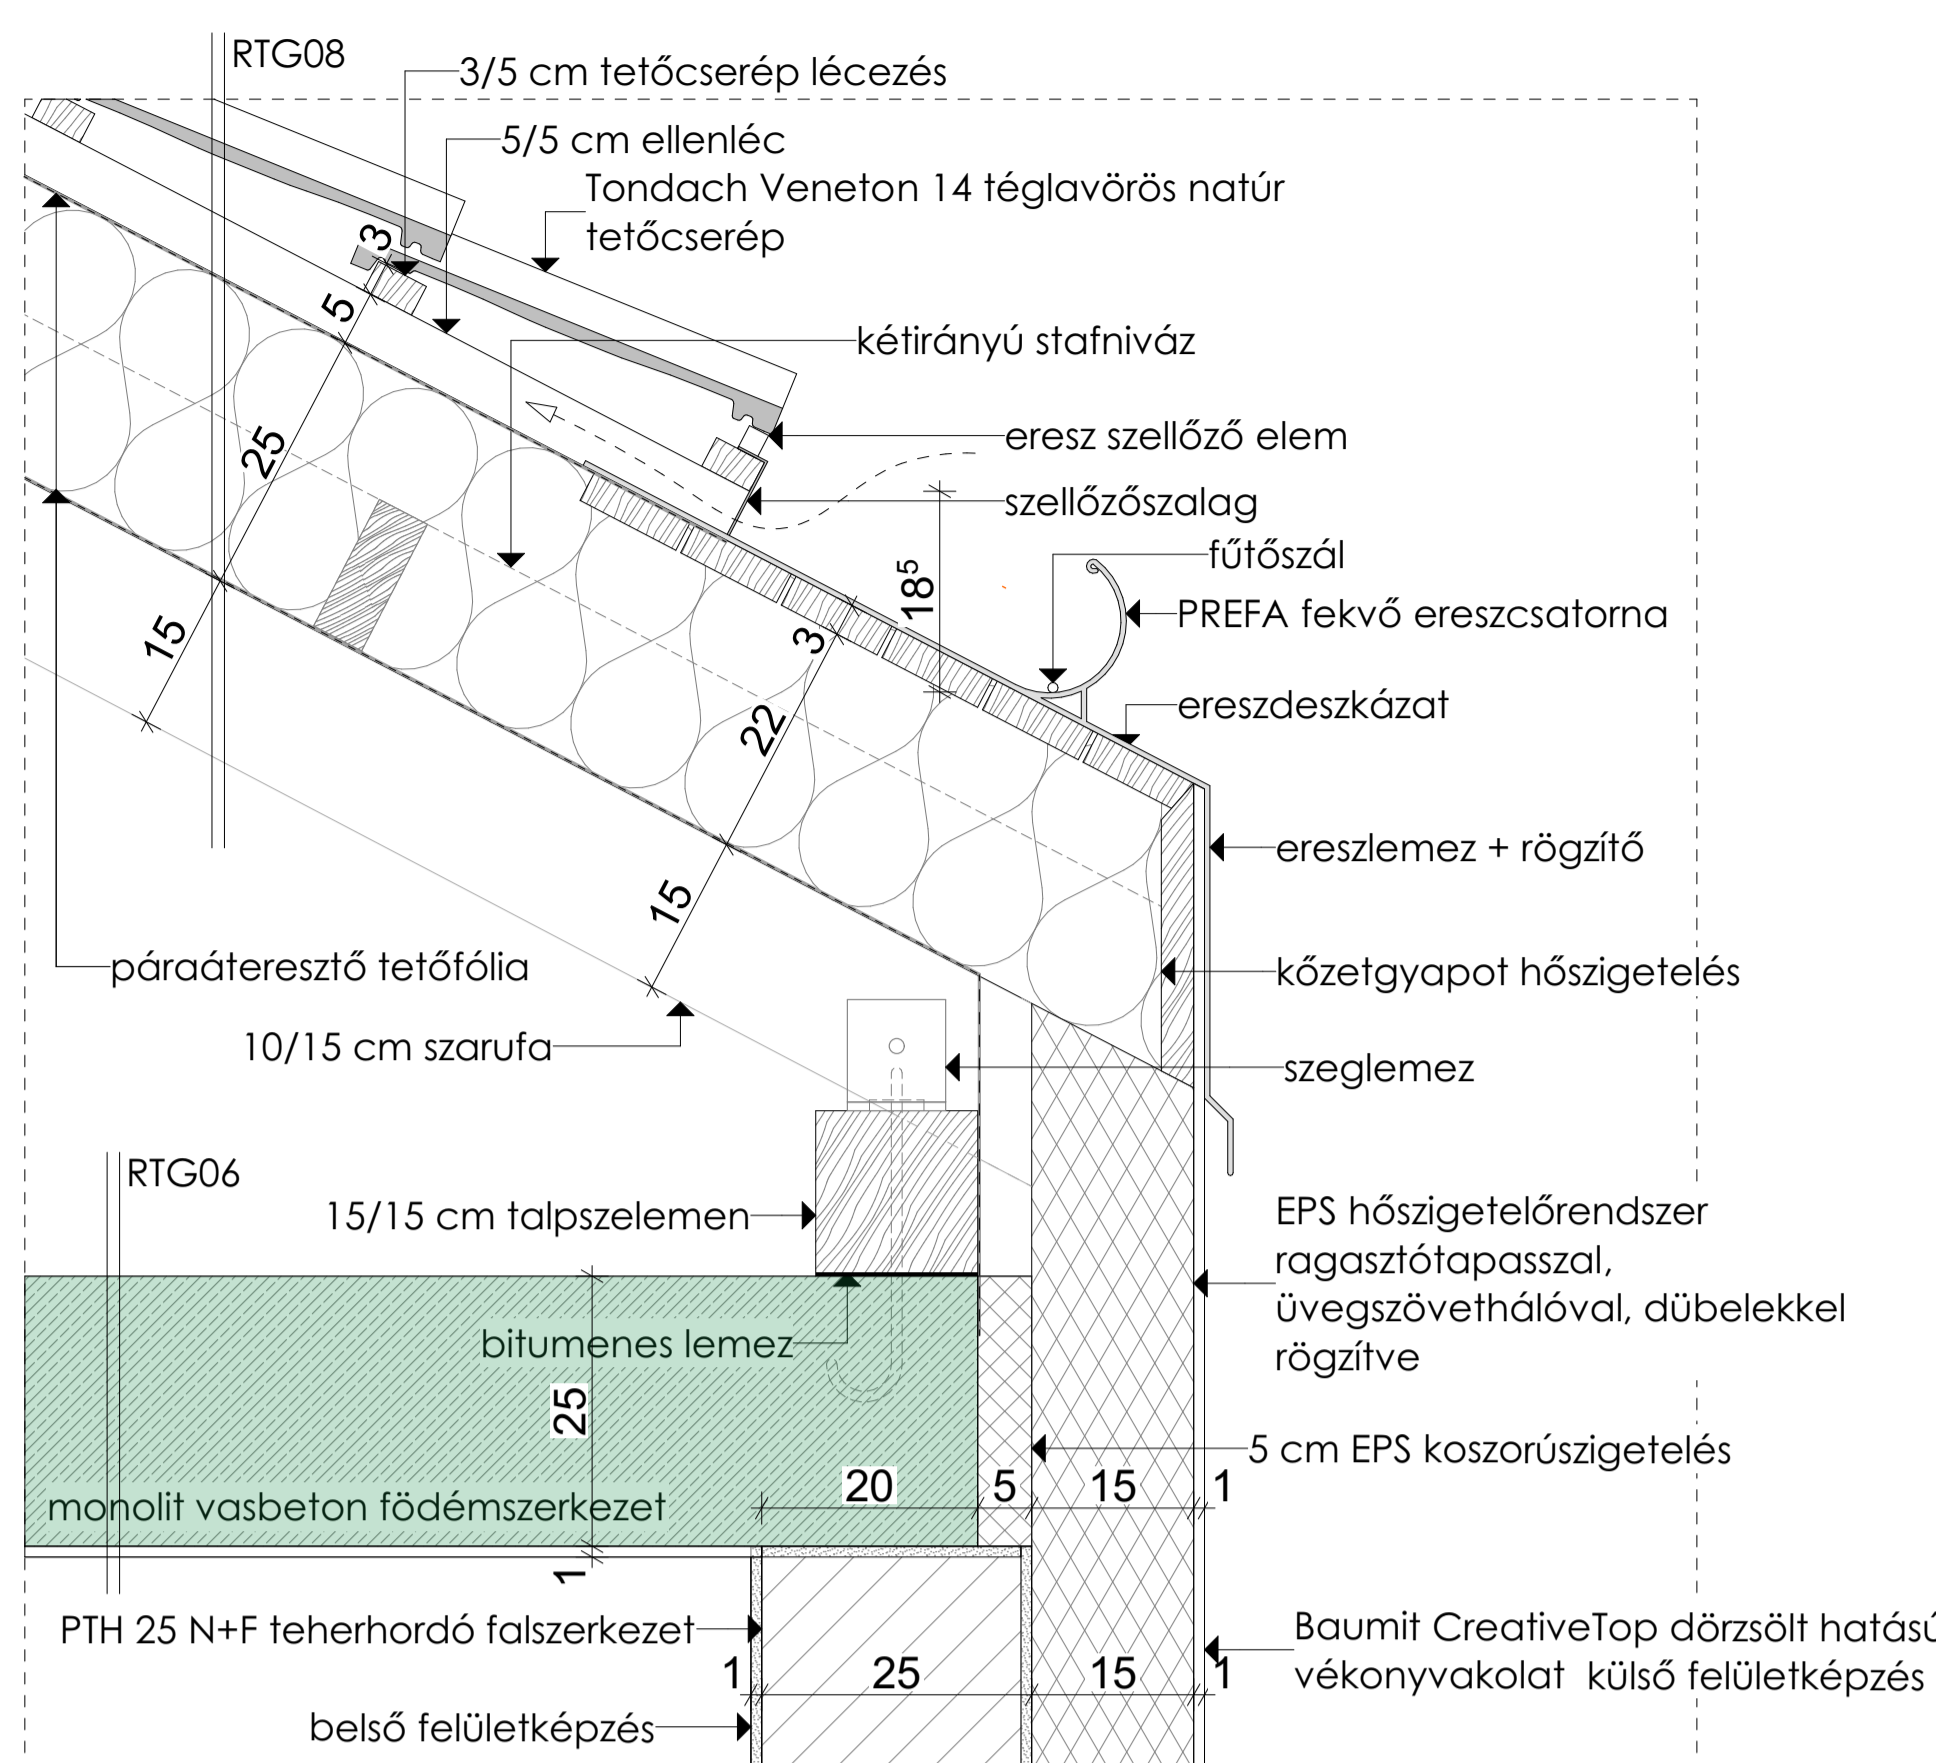 RTG08
3/5 cm tetőcserép lécezés
5/5 cm ellenléc
Tondach Veneton 14 téglavörös natúr
tetőcserép
3
5
kétirányú stafniváz
25
eresz szellőző elem
szellőzőszalag
fűtőszál
18⁵
PREFA fekvő ereszcsatorna
15
3
ereszdeszkázat
22
ereszlemez + rögzítő
15
páraáteresztő tetőfólia
kőzetgyapot hőszigetelés
10/15 cm szarufa
szeglemez
RTG06
15/15 cm talpszelemen
EPS hőszigetelőrendszer
ragasztótapasszal,
üvegszövethálóval, dübelekkel
rögzítve
bitumenes lemez
25
5 cm EPS koszorúszigetelés
20 5 15 1
monolit vasbeton födémszerkezet
1
PTH 25 N+F teherhordó falszerkezet
Baumit CreativeTop dörzsölt hatású
vékonyvakolat külső felületképzés
1 25 15 1
belső felületképzés